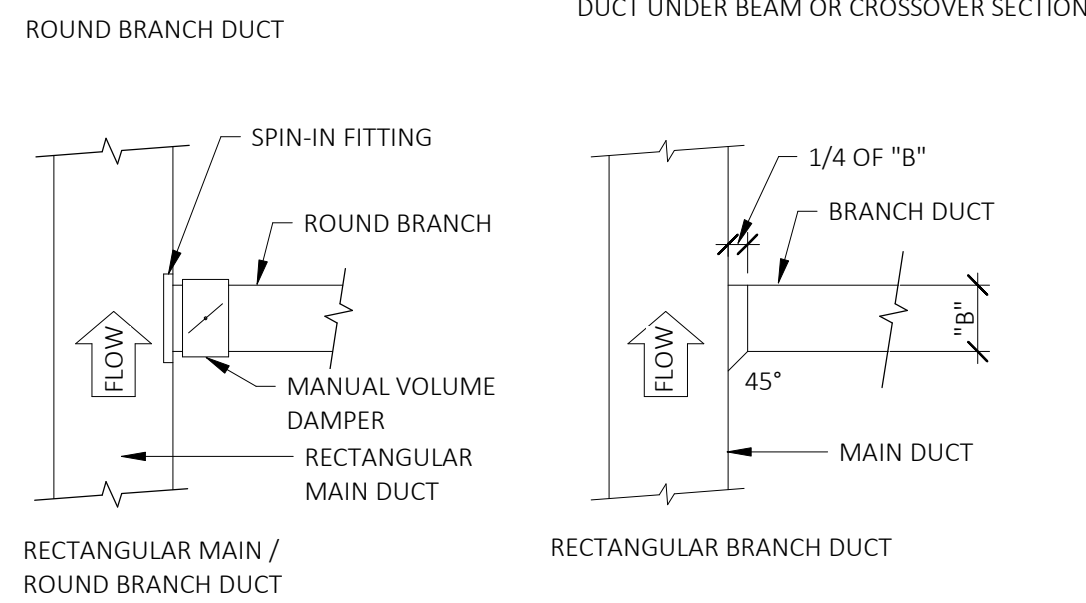 ROUND BRANCH DUCT
DUCT UNDER BEAM OR CROSSOVER SECTION
SPIN-IN FITTING
ROUND BRANCH
FLOW
MANUAL VOLUME
DAMPER
RECTANGULAR
MAIN DUCT
RECTANGULAR MAIN /
ROUND BRANCH DUCT
1/4 OF "B"
BRANCH DUCT
"B"
FLOW
45°
MAIN DUCT
RECTANGULAR BRANCH DUCT